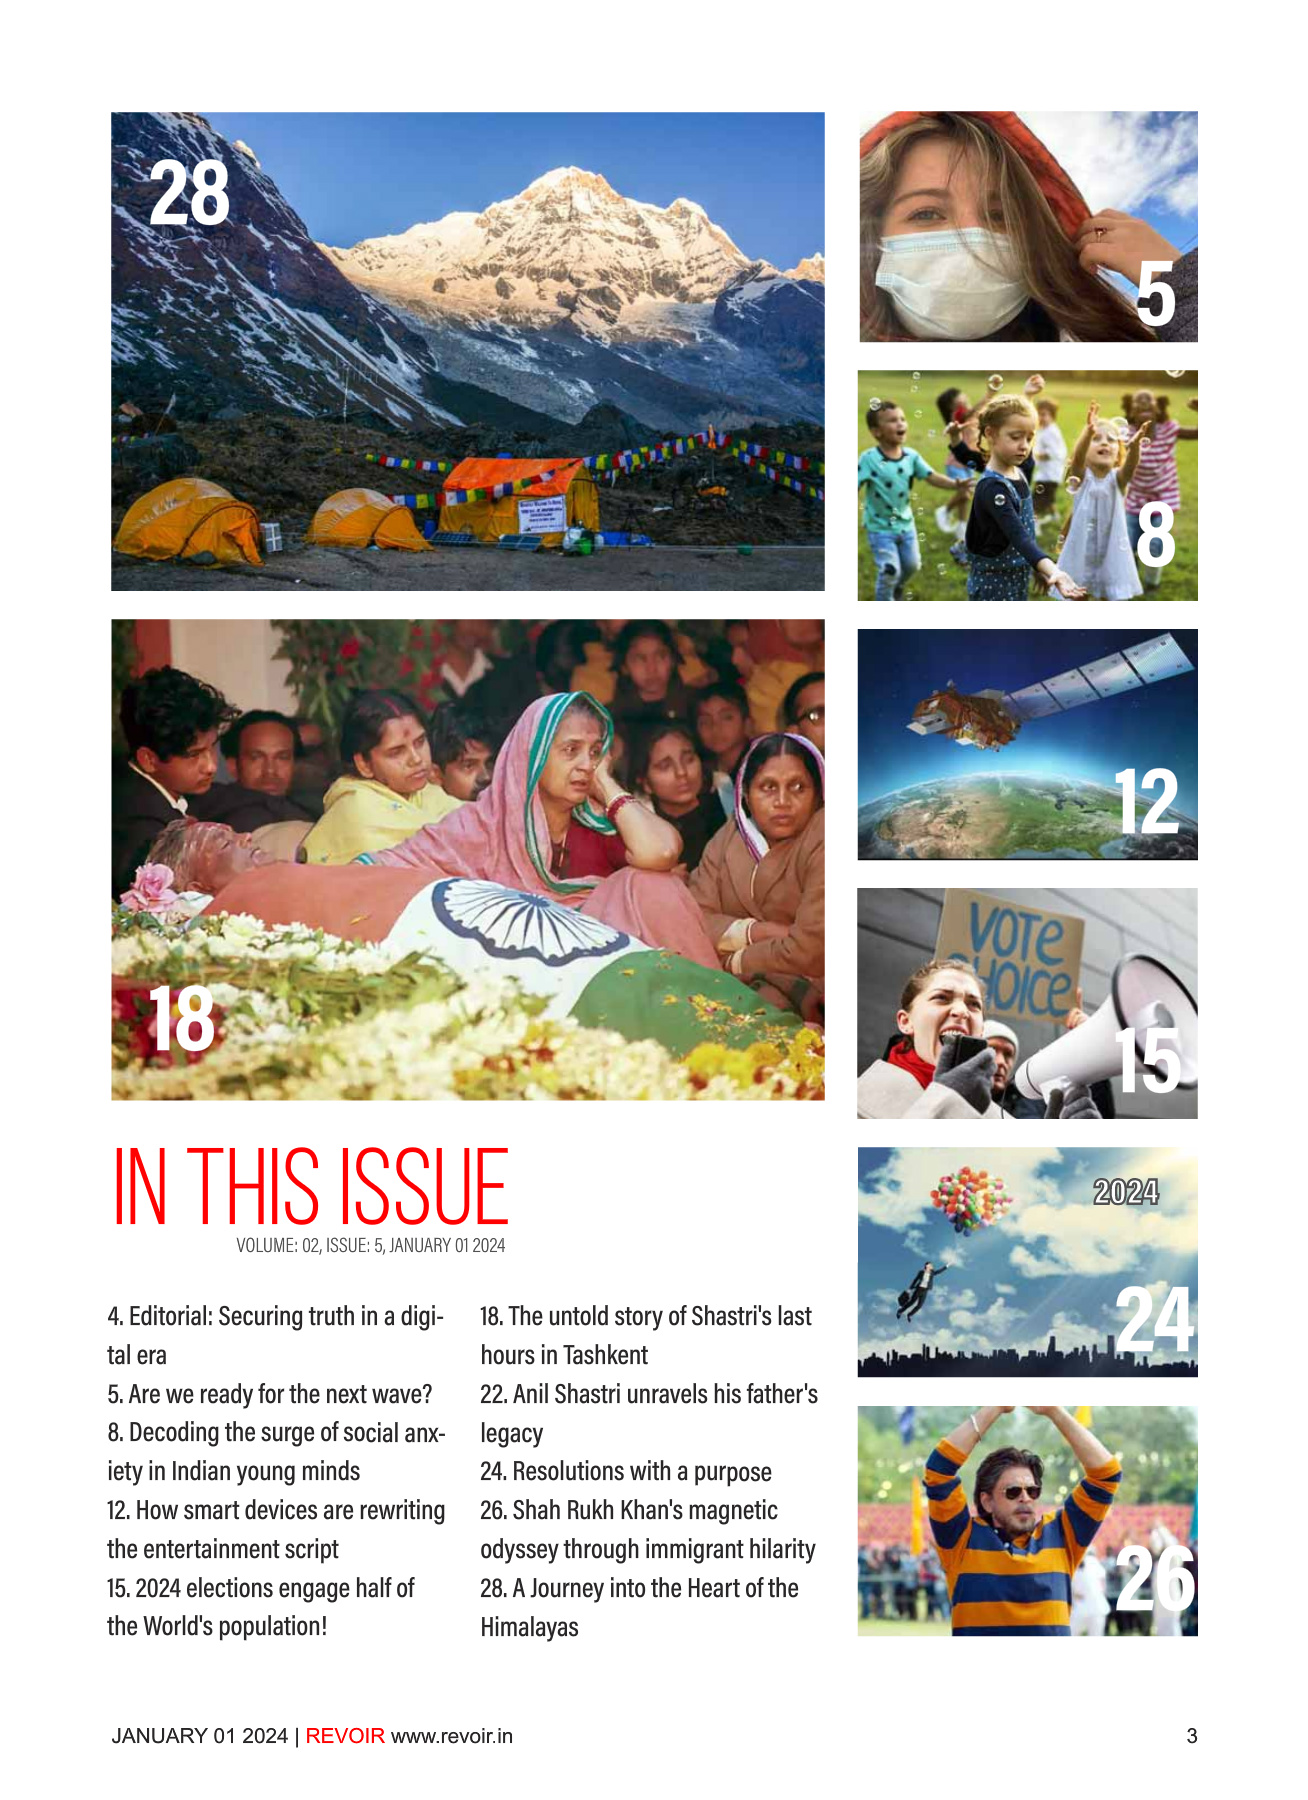 28
5
8
12
18
VOTE
CHOICE
15
2024
24
26
IN THIS ISSUE
VOLUME: 02, ISSUE: 5, JANUARY 01 2024
4. Editorial: Securing truth in a digi-
tal era
5. Are we ready for the next wave?
8. Decoding the surge of social anx-
iety in Indian young minds
12. How smart devices are rewriting
the entertainment script
15. 2024 elections engage half of
the World's population!
18. The untold story of Shastri's last
hours in Tashkent
22. Anil Shastri unravels his father's
legacy
24. Resolutions with a purpose
26. Shah Rukh Khan's magnetic
odyssey through immigrant hilarity
28. A Journey into the Heart of the
Himalayas
JANUARY 01 2024 | REVOIR www.revoir.in
3